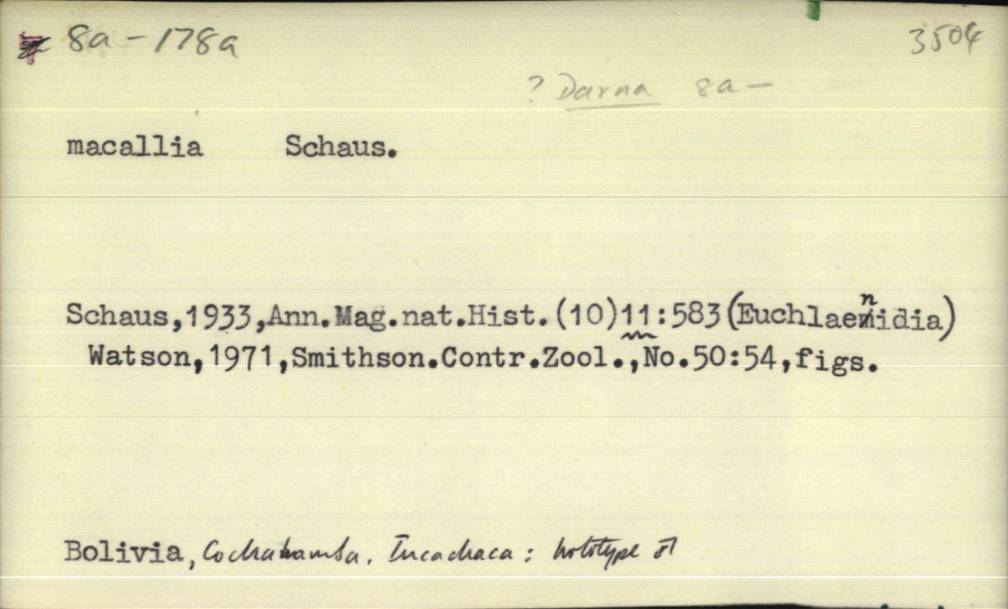 8a - 178a 3504
? Darna 8a -
macallia Schaus.
Schaus,1933,Ann.Mag.nat.Hist.(10)11:583(Euchlaenidia)
Watson,1971,Smithson.Contr.Zool.,No.50:54,figs.
Bolivia, Cochabamba, Incachaca: holotype ♂